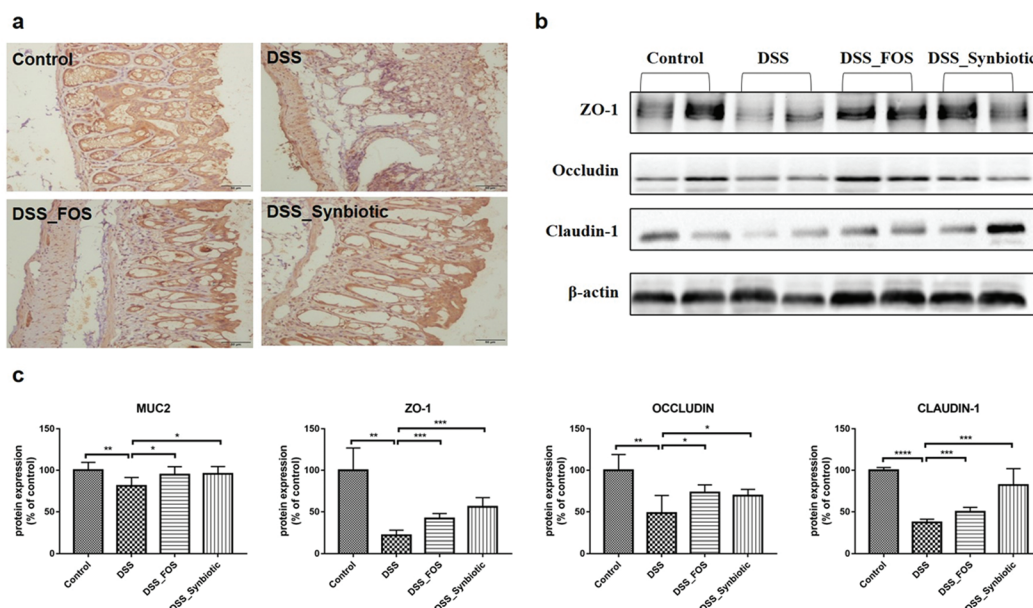 a
Control
DSS
DSS_FOS
DSS_Synbiotic
b
Control DSS DSS_FOS DSS_Synbiotic
ZO-1
Occludin
Claudin-1
β-actin
c
MUC2
protein expression
(% of control)
150
100
50
0
**
*
*
Control
DSS
DSS_FOS
DSS_Synbiotic
ZO-1
protein expression
(% of control)
150
100
50
0
***
**
***
Control
DSS
DSS_FOS
DSS_Synbiotic
OCCLUDIN
protein expression
(% of control)
150
100
50
0
*
**
*
Control
DSS
DSS_FOS
DSS_Synbiotic
CLAUDIN-1
protein expression
(% of control)
150
100
50
0
***
****
***
Control
DSS
DSS_FOS
DSS_Synbiotic